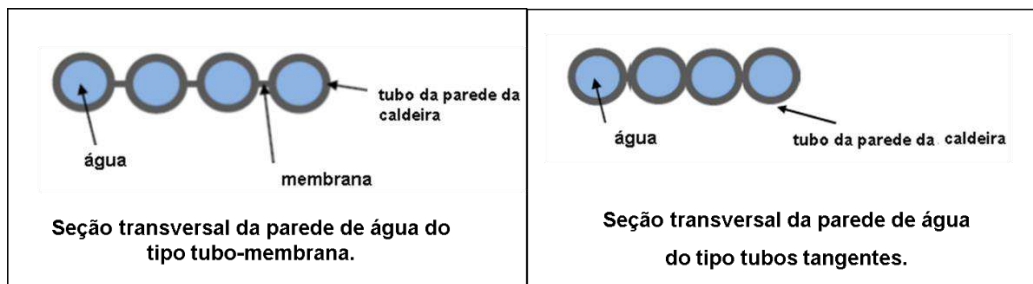 água
membrana
tubo da parede da
caldeira
Seção transversal da parede de água do
tipo tubo-membrana.
água
tubo da parede da caldeira
Seção transversal da parede de água
do tipo tubos tangentes.